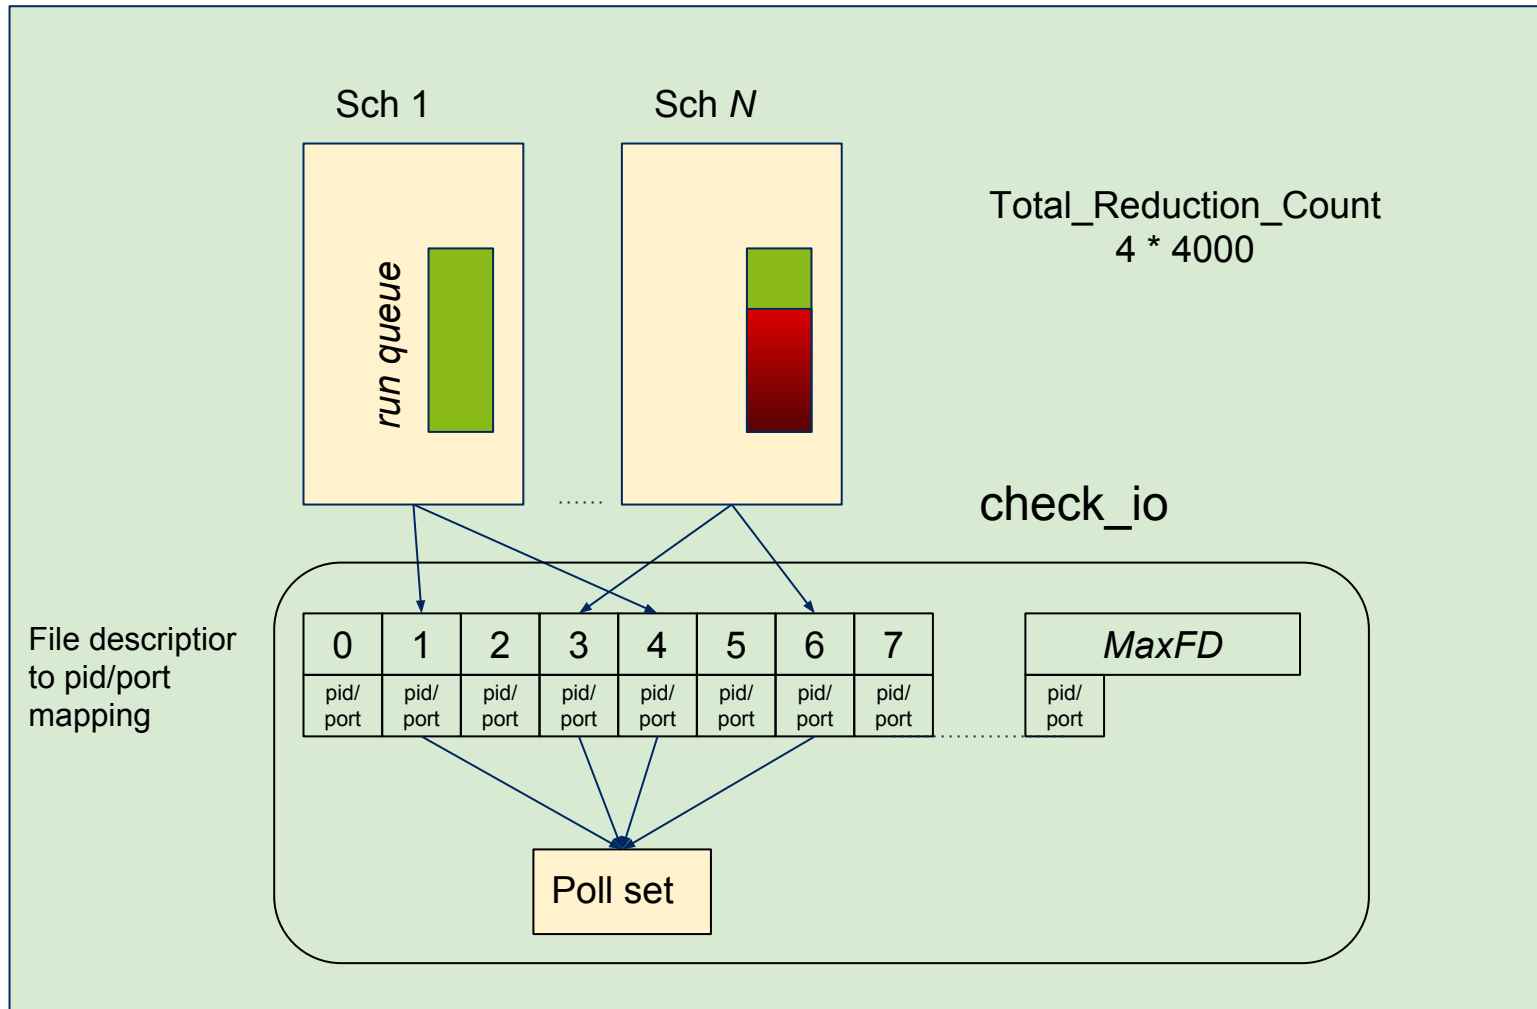 Sch 1
Sch N
Total_Reduction_Count
4 * 4000
run queue
......
check_io
File descriptior
to pid/port
mapping
0 1 2 3 4 5 6 7 MaxFD
pid/ pid/ pid/ pid/ pid/ pid/ pid/ pid/ pid/
port port port port port port port port port
Poll set